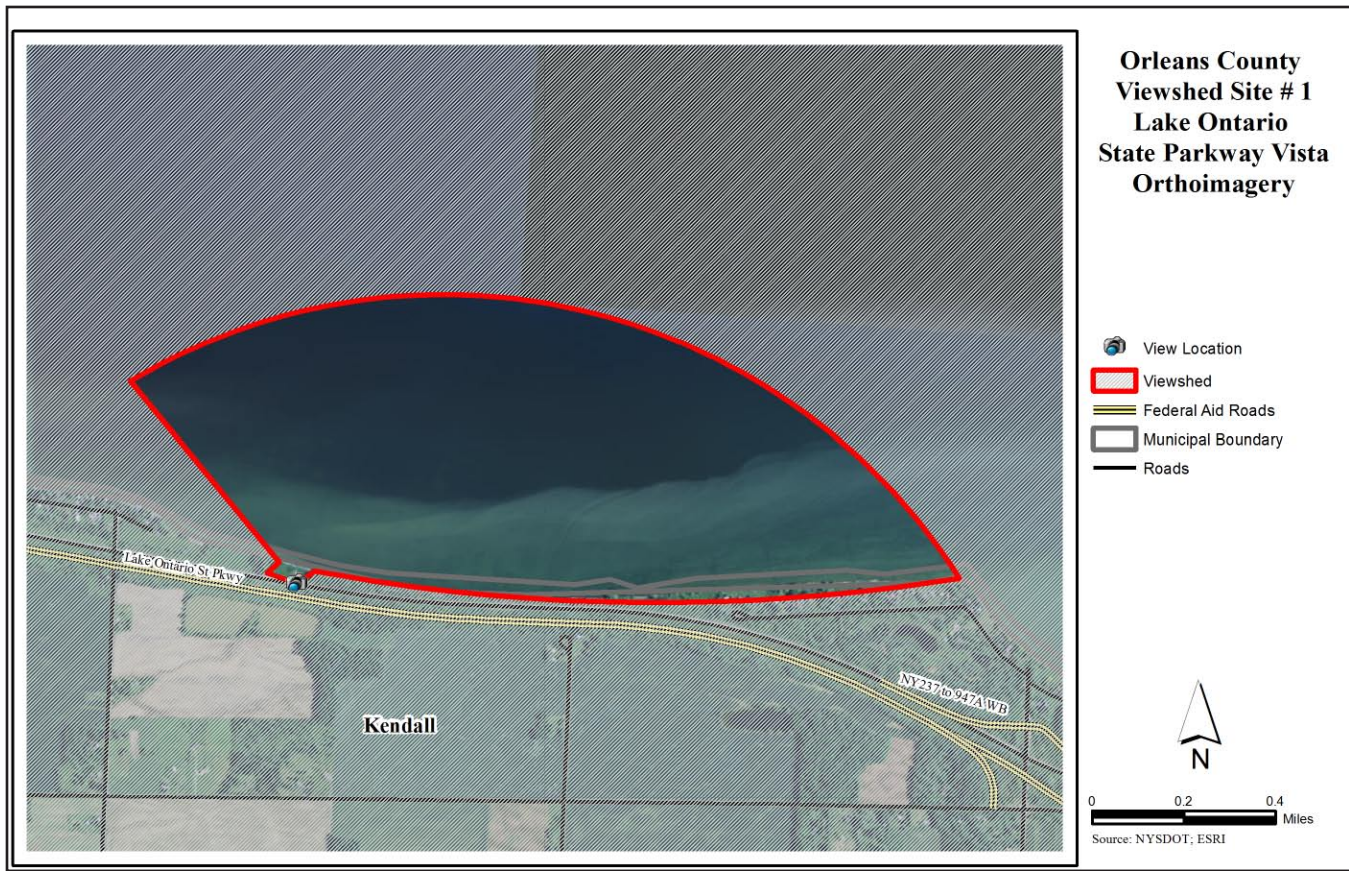 Orleans County
Viewshed Site # 1
Lake Ontario
State Parkway Vista
Orthoimagery
View Location
Viewshed
Federal Aid Roads
Municipal Boundary
Roads
Lake Ontario St Pkwy
NY237 to 947A WB
Kendall
N
0 0.2 0.4
Miles
Source: NYSDOT; ESRI